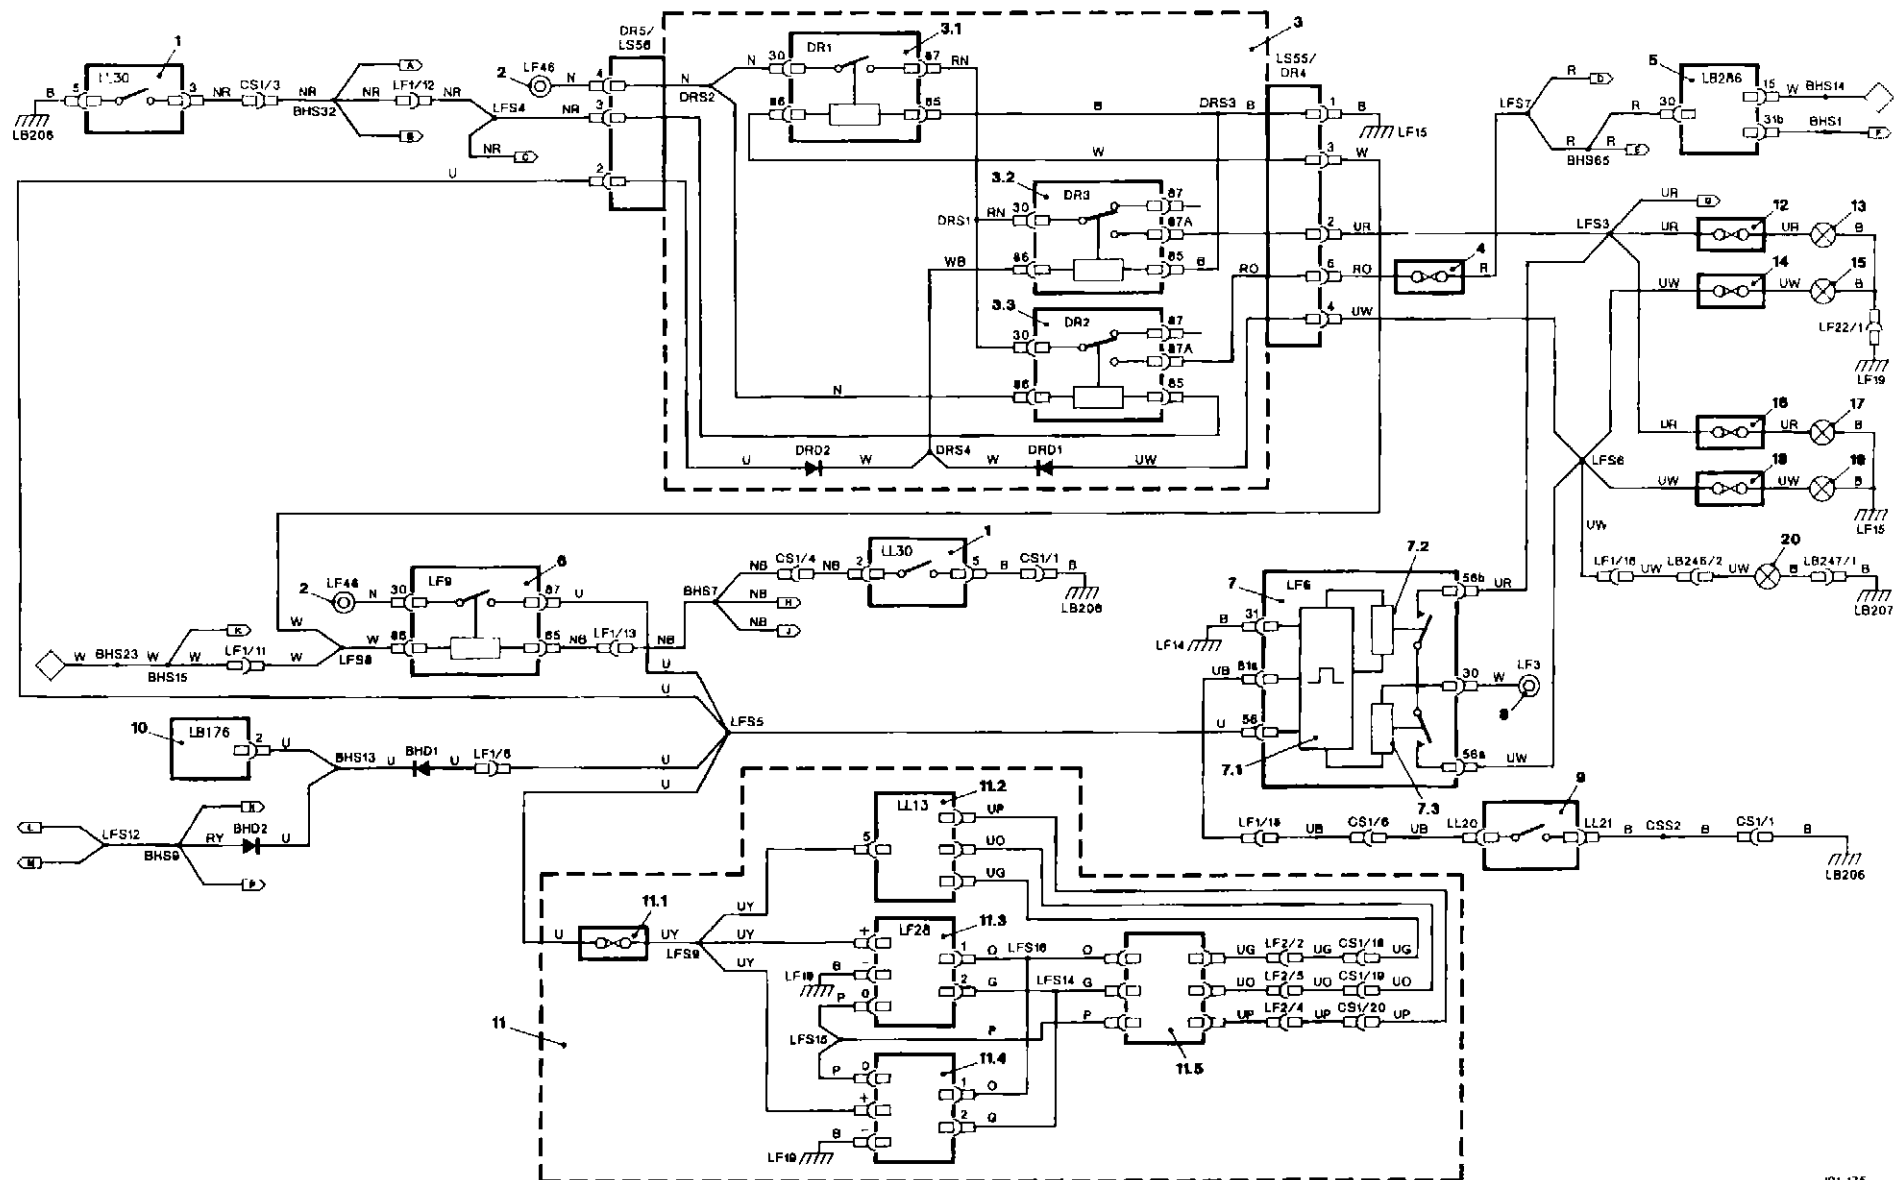 1
LL30
5
3
B
LB206
NR
CS1/3
NR
BHS32
NR
A
NR
LF1/12
NR
B
LFS4
NR
C
NR
2
LF46
N
DR5/
LS56
4
3
2
U
3.1
DR1
30
87
86
85
N
DRS2
N
RN
B
DRS3
B
W
3
LS55/
DR4
1
B
LF15
3
W
2
UR
6
RO
4
UW
3.2
DR3
30
87
87A
86
85
DRS1
RN
WB
B
RO
3.3
DR2
30
87
87A
86
85
N
U
DRD2
W
DRS4
W
DRD1
UW
4
R
LFS7
R
D
R
BHS65
R
E
R
5
LB286
30
15
W
BHS14
31b
BHS1
F
LFS3
UR
G
UR
12
UR
13
B
UW
14
UW
15
B
LF22/1
LF19
UR
16
UR
17
B
LFS6
UW
18
UW
19
B
LF15
UW
LF1/16
UW
LB246/2
UW
20
B
LB247/1
B
LB207
2
LF46
N
6
LF9
30
87
U
86
85
W
W
LFS8
NB
LF1/13
NB
BHS7
NB
CS1/4
NB
NB
H
NB
J
1
LL30
2
5
B
CS1/1
B
LB206
W
BHS23
W
BHS15
K
W
LF1/11
W
U
U
LFS5
U
U
U
10
LB176
2
U
BHS13
U
BHD1
U
LF1/6
L
M
LFS12
BHS9
N
RY
BHD2
U
P
7
LF6
7.2
7.1
7.3
31
B
LF14
UB
81a
U
56
56b
UR
30
W
LF3
8
56a
UW
9
LF1/15
UB
CS1/6
UB
LL20
LL21
B
CSS2
B
CS1/1
B
LB206
11
U
11.1
UY
LFS9
UY
UY
UY
11.2
LL13
5
UP
UO
UG
11.3
LF28
+
-
0
B
LF19
P
LFS15
P
1
O
LFS16
O
2
G
LFS14
G
P
P
11.4
0
+
-
B
LF19
1
O
2
G
11.5
UG
LF2/2
UG
CS1/18
UG
UO
LF2/5
UO
CS1/19
UO
UP
LF2/4
UP
CS1/20
UP